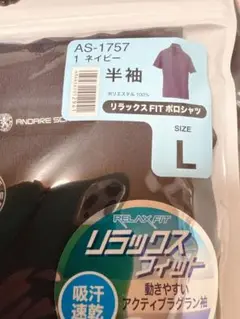 AS-1757
1 ネイビー
半袖
ポリエステル 100%
リラックスFITポロシャツ
SIZE
L
ANDARE SC
RELAX FIT
リラックス
フィット
動きやすい
アクティブラグラン袖
吸汗
速乾